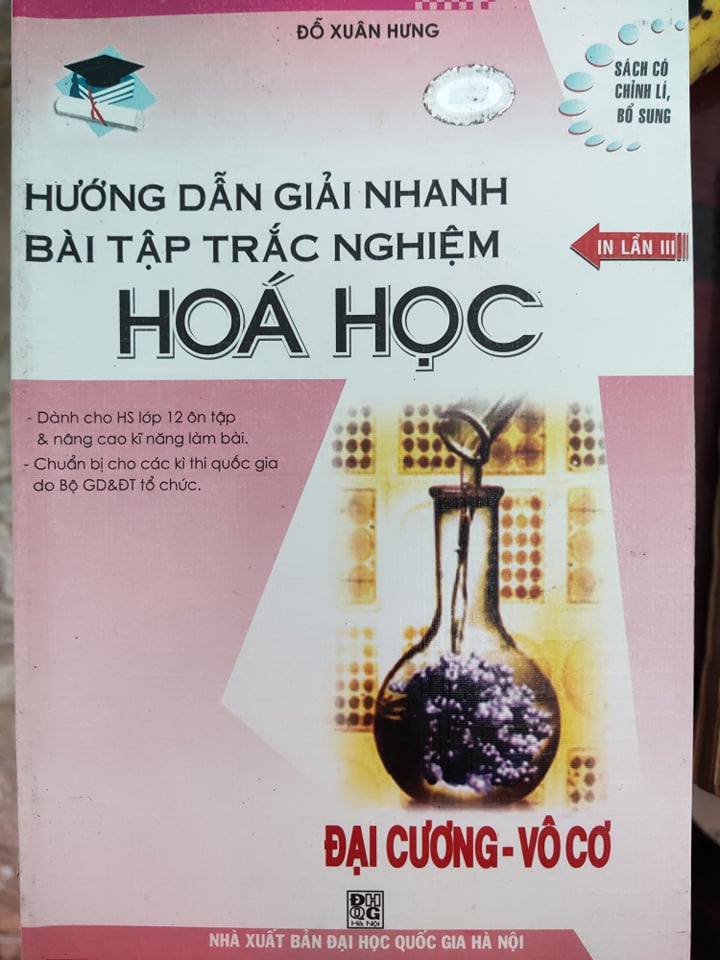 ĐỖ XUÂN HƯNG
SÁCH CÓ
CHỈNH LÍ,
BỔ SUNG
HƯỚNG DẪN GIẢI NHANH
BÀI TẬP TRẮC NGHIỆM
IN LẦN III
HOÁ HỌC
- Dành cho HS lớp 12 ôn tập
& nâng cao kĩ năng làm bài.
- Chuẩn bị cho các kì thi quốc gia
do Bộ GD&ĐT tổ chức.
ĐẠI CƯƠNG - VÔ CƠ
ĐH
QG
HÀ NỘI
NHÀ XUẤT BẢN ĐẠI HỌC QUỐC GIA HÀ NỘI